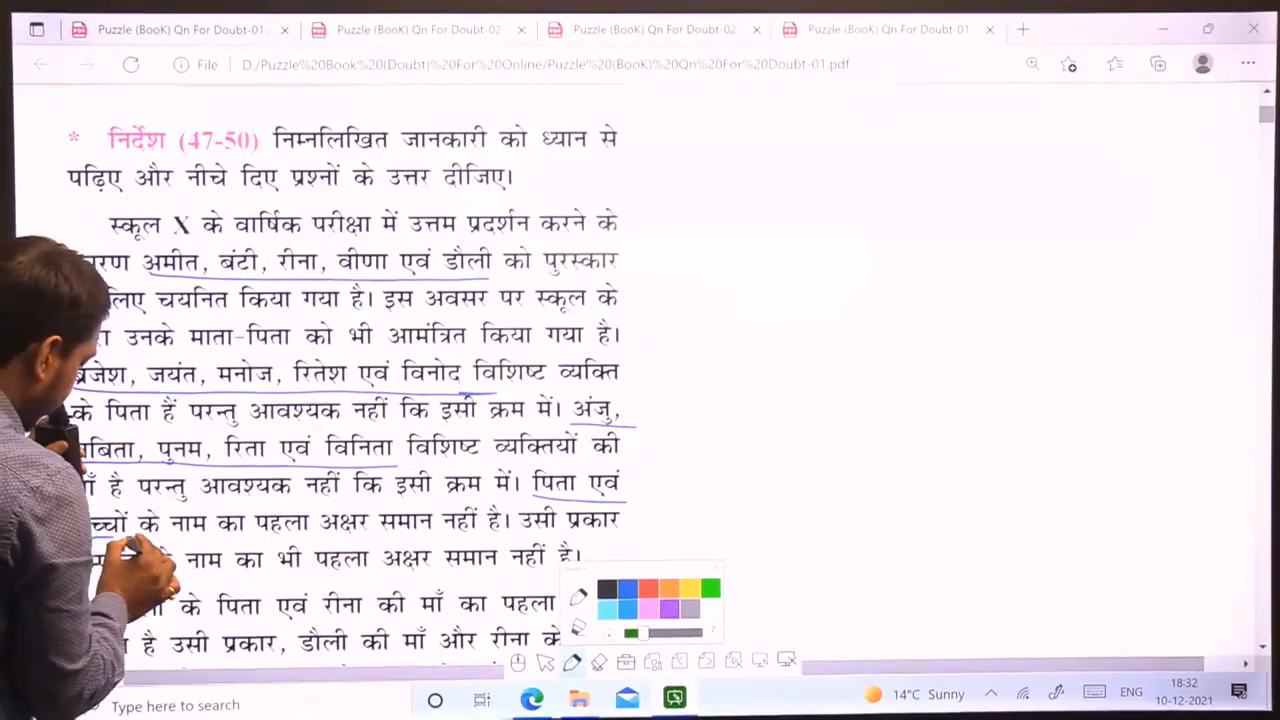 Puzzle (BooK) Qn For Doubt-01. Puzzle (BooK) Qn For Doubt-02 Puzzle (BooK) Qn For Doubt-02 Puzzle (BooK) Qn For Doubt-01
File D:/Puzzle%20Book%20(Doubt)%20For%20Online/Puzzle%20(BooK)%20Qn%20For%20Doubt-01.pdf
* निर्देश (47-50) निम्नलिखित जानकारी को ध्यान से
पढ़िए और नीचे दिए प्रश्नों के उत्तर दीजिए।
स्कूल X के वार्षिक परीक्षा में उत्तम प्रदर्शन करने के
अमीत, बंटी, रीना, वीणा एवं डौली को पुरस्कार
लिए चयनित किया गया है। इस अवसर पर स्कूल के
उनके माता-पिता को भी आमंत्रित किया गया है।
ब्रजेश, जयंत, मनोज, रितेश एवं विनोद विशिष्ट व्यक्ति
के पिता हैं परन्तु आवश्यक नहीं कि इसी क्रम में। अंजु,
पुनम, रिता एवं विनिता विशिष्ट व्यक्तियों की
है परन्तु आवश्यक नहीं कि इसी क्रम में। पिता एवं
के नाम का पहला अक्षर समान नहीं है। उसी प्रकार
नाम का भी पहला अक्षर समान नहीं है।
के पिता एवं रीना की माँ का पहला
है उसी प्रकार, डौली की माँ और रीना के
Type here to search 14°C Sunny ENG 18:32
10-12-2021